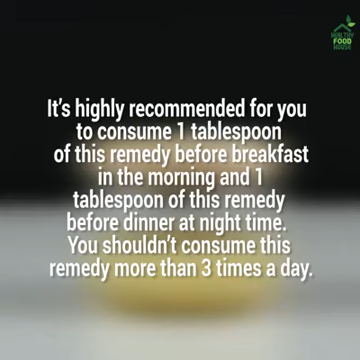 HEALTHY
FOOD
HOUSE
It's highly recommended for you
to consume 1 tablespoon
of this remedy before breakfast
in the morning and 1
tablespoon of this remedy
before dinner at night time.
You shouldn't consume this
remedy more than 3 times a day.